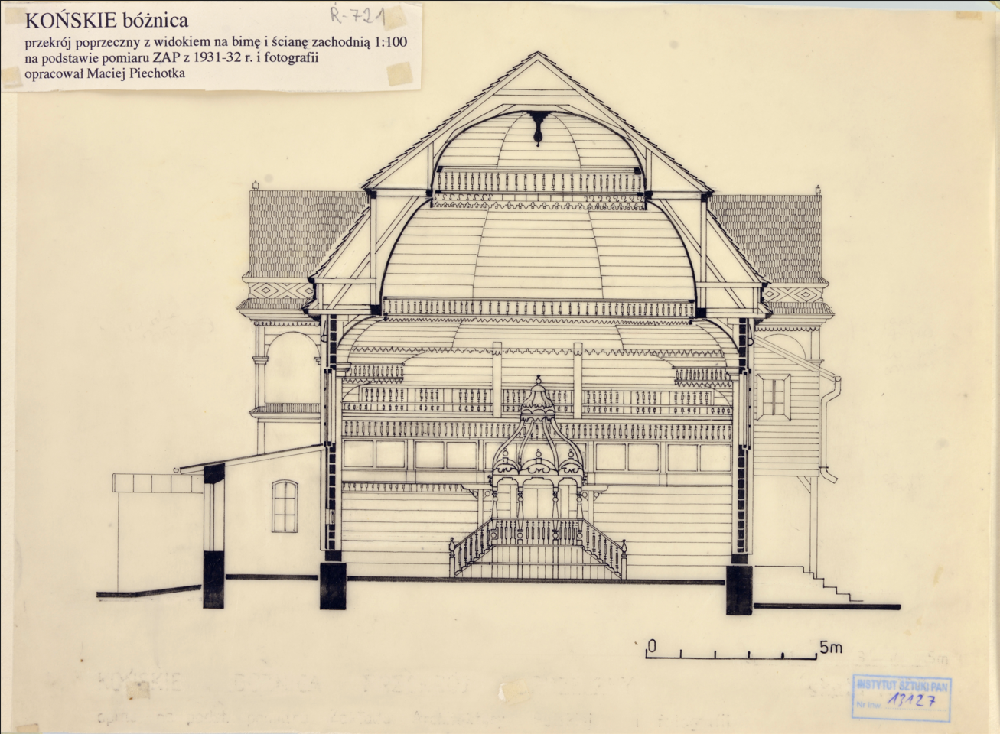 KOŃSKIE bóżnica
R-721
przekrój poprzeczny z widokiem na bimę i ścianę zachodnią 1:100
na podstawie pomiaru ZAP z 1931-32 r. i fotografii
opracował Maciej Piechotka
0 5m
INSTYTUT SZTUKI PAN
Nr inw. 13127